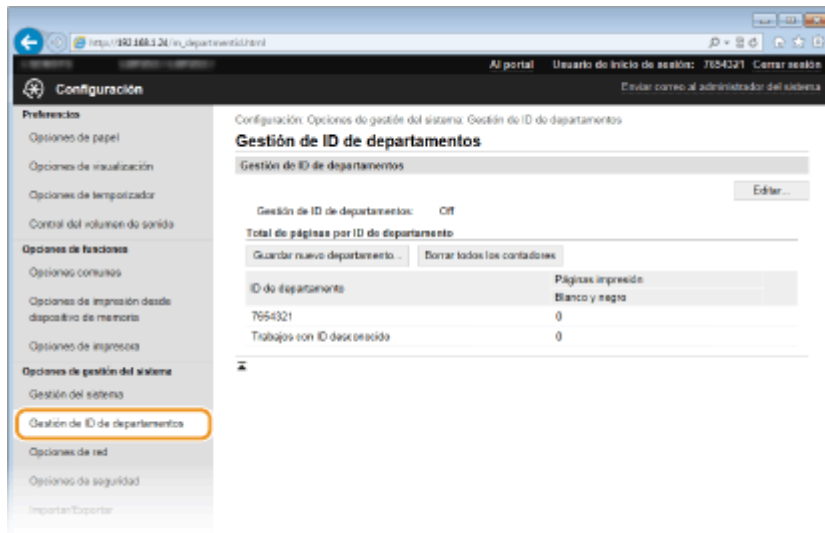 http://192.168.1.24/m_departmentid.html
Al portal Usuario de inicio de sesión: 7654321 Cerrar sesión
Configuración
Enviar correo al administrador del sistema
Preferencias
Opciones de papel
Opciones de visualización
Opciones de temporizador
Control del volumen de sonido
Opciones de funciones
Opciones comunes
Opciones de impresión desde
dispositivo de memoria
Opciones de impresora
Opciones de gestión del sistema
Gestión del sistema
Gestión de ID de departamentos
Opciones de red
Opciones de seguridad
Importar/Exportar
Configuración: Opciones de gestión del sistema: Gestión de ID de departamentos
Gestión de ID de departamentos
Gestión de ID de departamentos
Editar...
Gestión de ID de departamentos: Off
Total de páginas por ID de departamento
Guardar nuevo departamento... Borrar todos los contadores
ID de departamento
Páginas impresión
Blanco y negro
7654321 0
Trabajos con ID desconocido 0